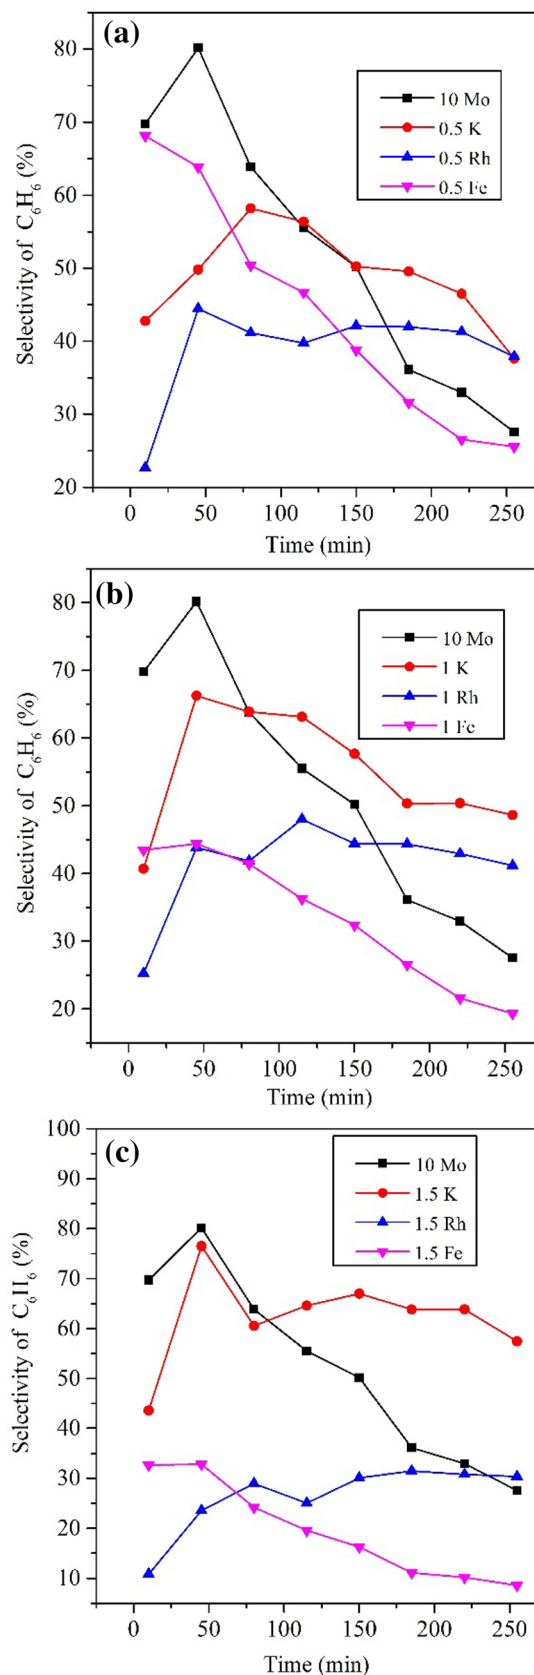 (a)
80
70
60
50
40
30
20
Selectivity of C₆H₆ (%)
10 Mo
0.5 K
0.5 Rh
0.5 Fe
0 50 100 150 200 250
Time (min)
(b)
80
70
60
50
40
30
20
Selectivity of C₆H₆ (%)
10 Mo
1 K
1 Rh
1 Fe
0 50 100 150 200 250
Time (min)
(c)
100
90
80
70
60
50
40
30
20
10
Selectivity of C₆H₆ (%)
10 Mo
1.5 K
1.5 Rh
1.5 Fe
0 50 100 150 200 250
Time (min)